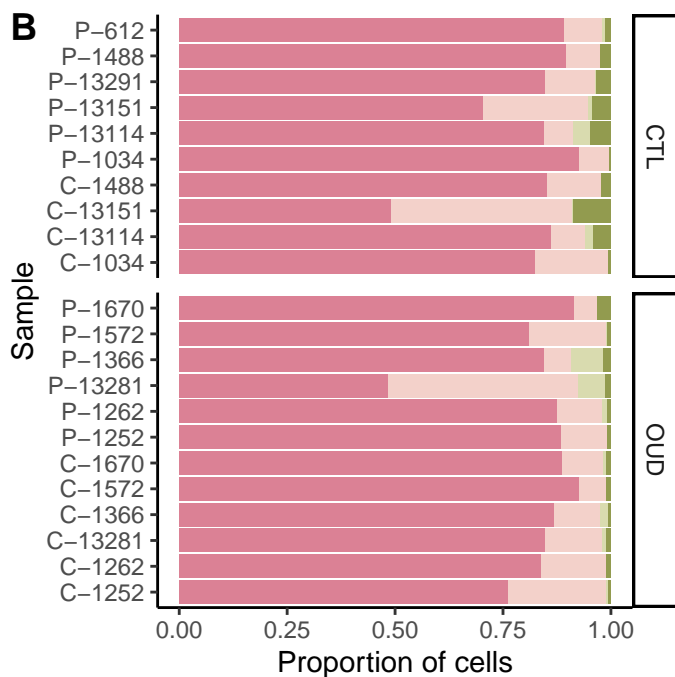 B
P−612
P−1488
P−13291
P−13151
P−13114
P−1034
C−1488
C−13151
C−13114
C−1034
CTL
P−1670
P−1572
P−1366
P−13281
P−1262
P−1252
C−1670
C−1572
C−1366
C−13281
C−1262
C−1252
OUD
Sample
0.00 0.25 0.50 0.75 1.00
Proportion of cells